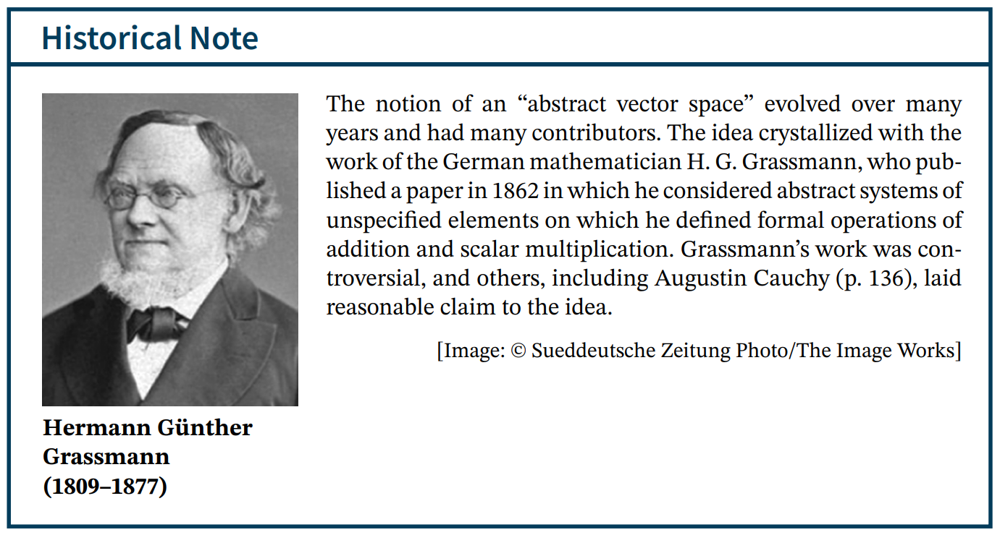 Historical Note
The notion of an “abstract vector space” evolved over many
years and had many contributors. The idea crystallized with the
work of the German mathematician H. G. Grassmann, who pub-
lished a paper in 1862 in which he considered abstract systems of
unspecified elements on which he defined formal operations of
addition and scalar multiplication. Grassmann’s work was con-
troversial, and others, including Augustin Cauchy (p. 136), laid
reasonable claim to the idea.
[Image: © Sueddeutsche Zeitung Photo/The Image Works]
Hermann Günther
Grassmann
(1809–1877)